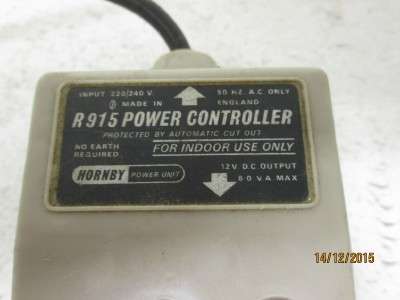 INPUT 220/240 V. 50 HZ. A.C ONLY
MADE IN ENGLAND
R915 POWER CONTROLLER
PROTECTED BY AUTOMATIC CUT OUT
NO EARTH REQUIRED
FOR INDOOR USE ONLY
12V D.C OUTPUT
HORNBY POWER UNIT
6.0 V A MAX
14/12/2015